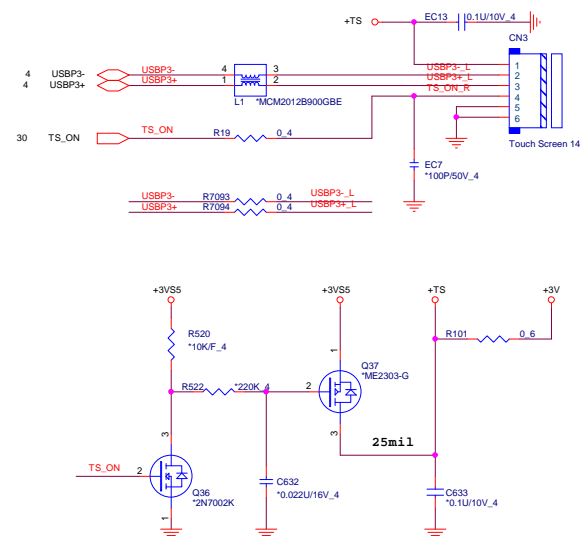 +TS
EC13
0.1U/10V_4
CN3
4
USBP3-
USBP3-
4
3
USBP3-_L
1
4
USBP3+
USBP3+
1
2
USBP3+_L
2
L1
*MCM2012B900GBE
TS_ON_R
3
4
5
6
30
TS_ON
TS_ON
R19
0_4
Touch Screen 14
EC7
*100P/50V_4
USBP3-
R7093
0_4
USBP3-_L
USBP3+
R7094
0_4
USBP3+_L
+3VS5
+3VS5
+TS
+3V
R520
*10K/F_4
R101
0_6
1
Q37
*ME2303-G
R522
*220K_4
2
3
3
25mil
TS_ON
2
Q36
*2N7002K
1
C632
*0.022U/16V_4
C633
*0.1U/10V_4